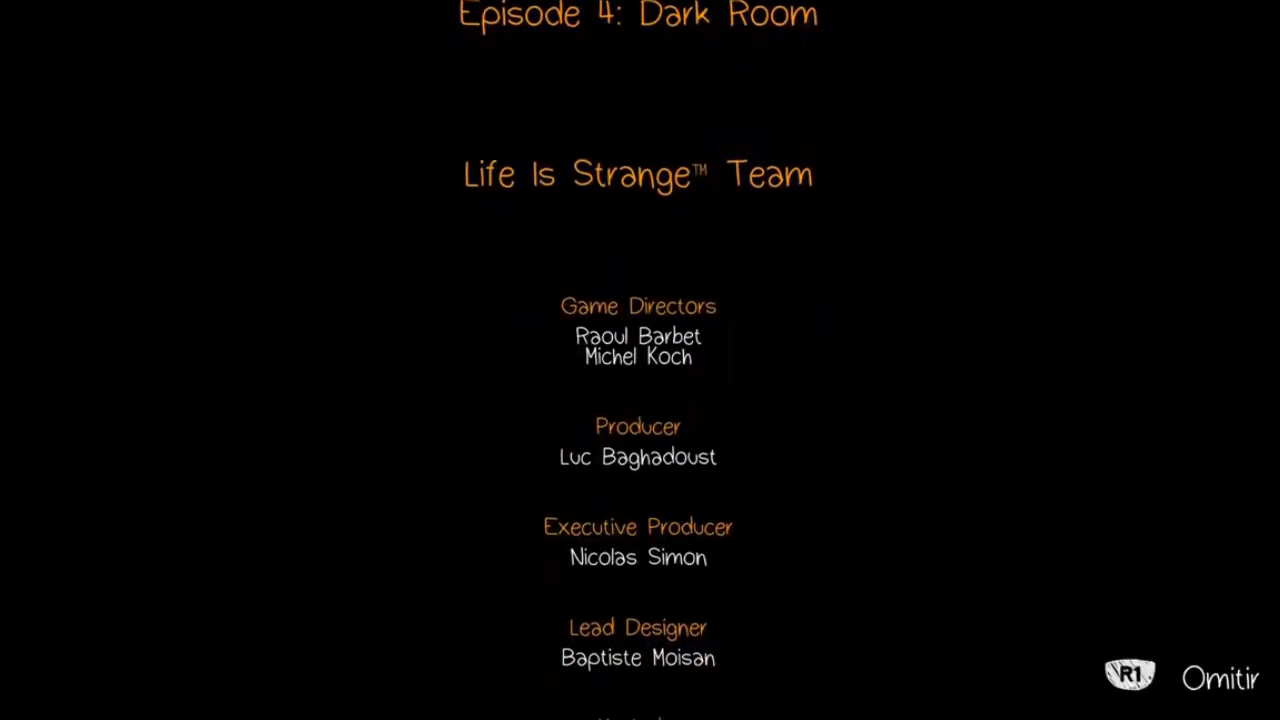 Episode 4: Dark Room
Life Is Strange™ Team
Game Directors
Raoul Barbet
Michel Koch
Producer
Luc Baghadoust
Executive Producer
Nicolas Simon
Lead Designer
Baptiste Moisan
R1 Omitir